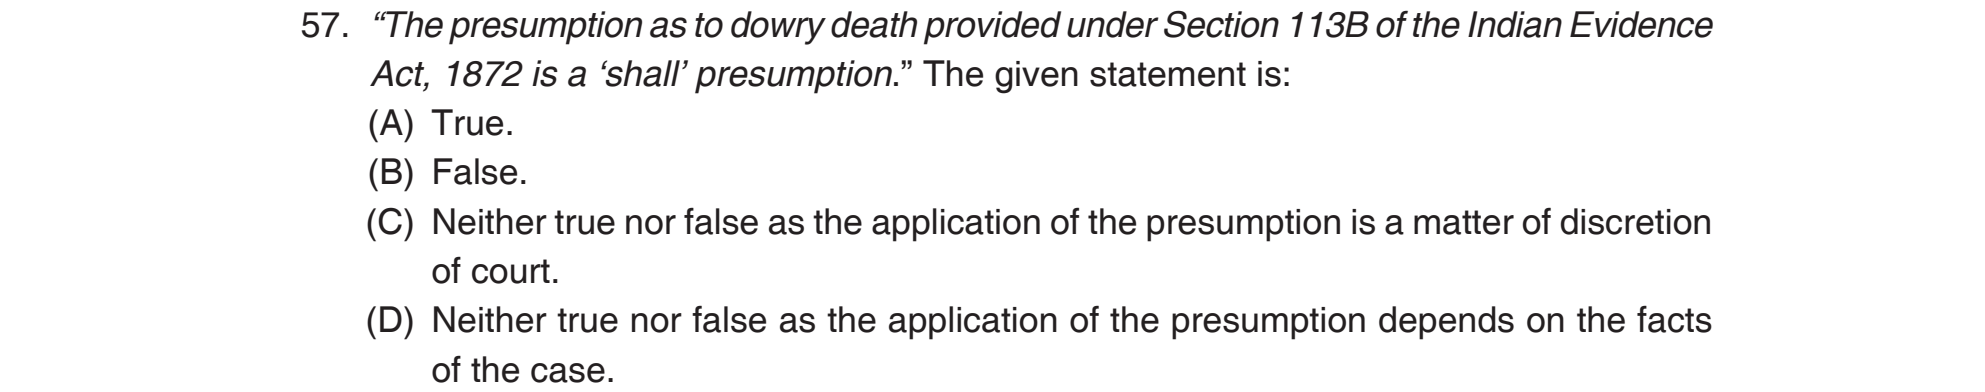 57. “The presumption as to dowry death provided under Section 113B of the Indian Evidence
Act, 1872 is a ‘shall’ presumption.” The given statement is:
(A) True.
(B) False.
(C) Neither true nor false as the application of the presumption is a matter of discretion
of court.
(D) Neither true nor false as the application of the presumption depends on the facts
of the case.